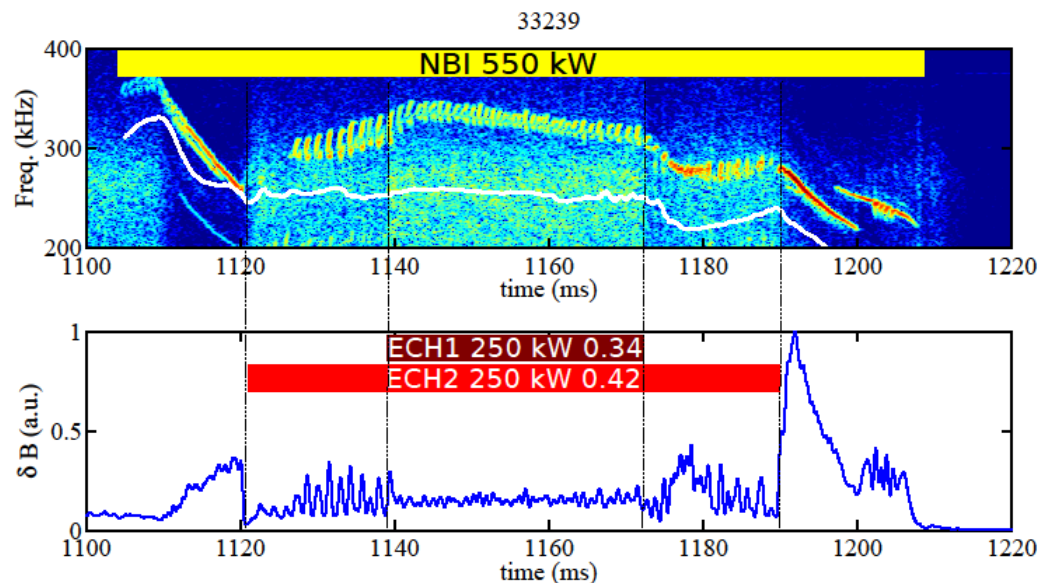 33239
NBI 550 kW
400
300
200
Freq. (kHz)
1100 1120 1140 1160 1180 1200 1220
time (ms)
ECH1 250 kW 0.34
ECH2 250 kW 0.42
1
0.5
0
δ B (a.u.)
1100 1120 1140 1160 1180 1200 1220
time (ms)